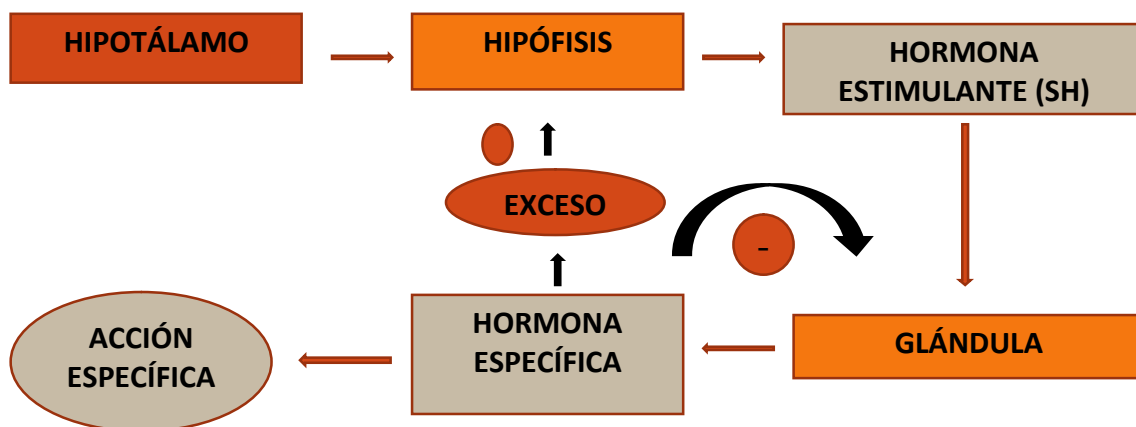 HIPOTÁLAMO
HIPÓFISIS
HORMONA
ESTIMULANTE (SH)
EXCESO
-
ACCIÓN
ESPECÍFICA
HORMONA
ESPECÍFICA
GLÁNDULA